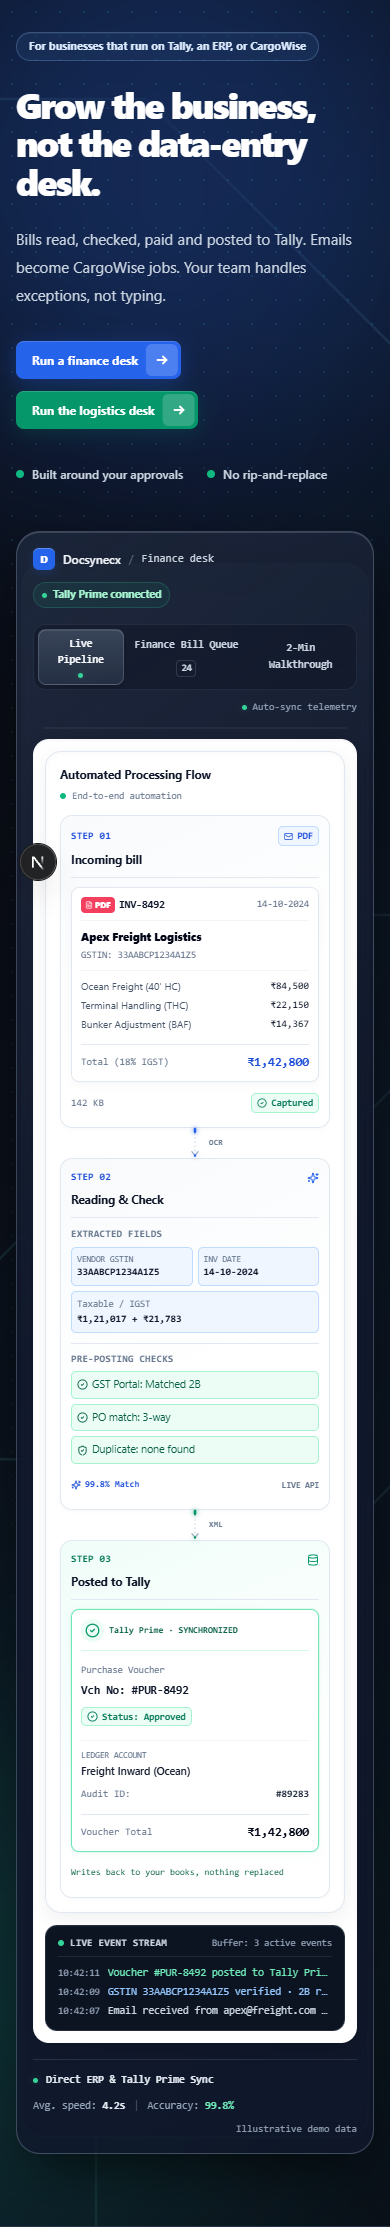 For businesses that run on Tally, an ERP, or CargoWise
Grow the business,
not the data-entry
desk.
Bills read, checked, paid and posted to Tally. Emails
become CargoWise jobs. Your team handles
exceptions, not typing.
Run a finance desk →
Run the logistics desk →
Built around your approvals
No rip-and-replace
D Docsynecx / Finance desk
Tally Prime connected
Live
Pipeline
Finance Bill Queue
24
2-Min
Walkthrough
Auto-sync telemetry
Automated Processing Flow
End-to-end automation
STEP 01
PDF
Incoming bill
N
PDF INV-8492
14-10-2024
Apex Freight Logistics
GSTIN: 33AABCP1234A1Z5
Ocean Freight (40' HC) ₹84,500
Terminal Handling (THC) ₹22,150
Bunker Adjustment (BAF) ₹14,367
Total (18% IGST) ₹1,42,800
142 KB
Captured
OCR
STEP 02
Reading & Check
EXTRACTED FIELDS
VENDOR GSTIN
33AABCP1234A1Z5
INV DATE
14-10-2024
Taxable / IGST
₹1,21,017 + ₹21,783
PRE-POSTING CHECKS
GST Portal: Matched 2B
PO match: 3-way
Duplicate: none found
99.8% Match
LIVE API
XML
STEP 03
Posted to Tally
Tally Prime · SYNCHRONIZED
Purchase Voucher
Vch No: #PUR-8492
Status: Approved
LEDGER ACCOUNT
Freight Inward (Ocean)
Audit ID: #89283
Voucher Total ₹1,42,800
Writes back to your books, nothing replaced
LIVE EVENT STREAM
Buffer: 3 active events
10:42:11 Voucher #PUR-8492 posted to Tally Pri…
10:42:09 GSTIN 33AABCP1234A1Z5 verified · 2B r…
10:42:07 Email received from apex@freight.com …
Direct ERP & Tally Prime Sync
Avg. speed: 4.2s | Accuracy: 99.8%
Illustrative demo data